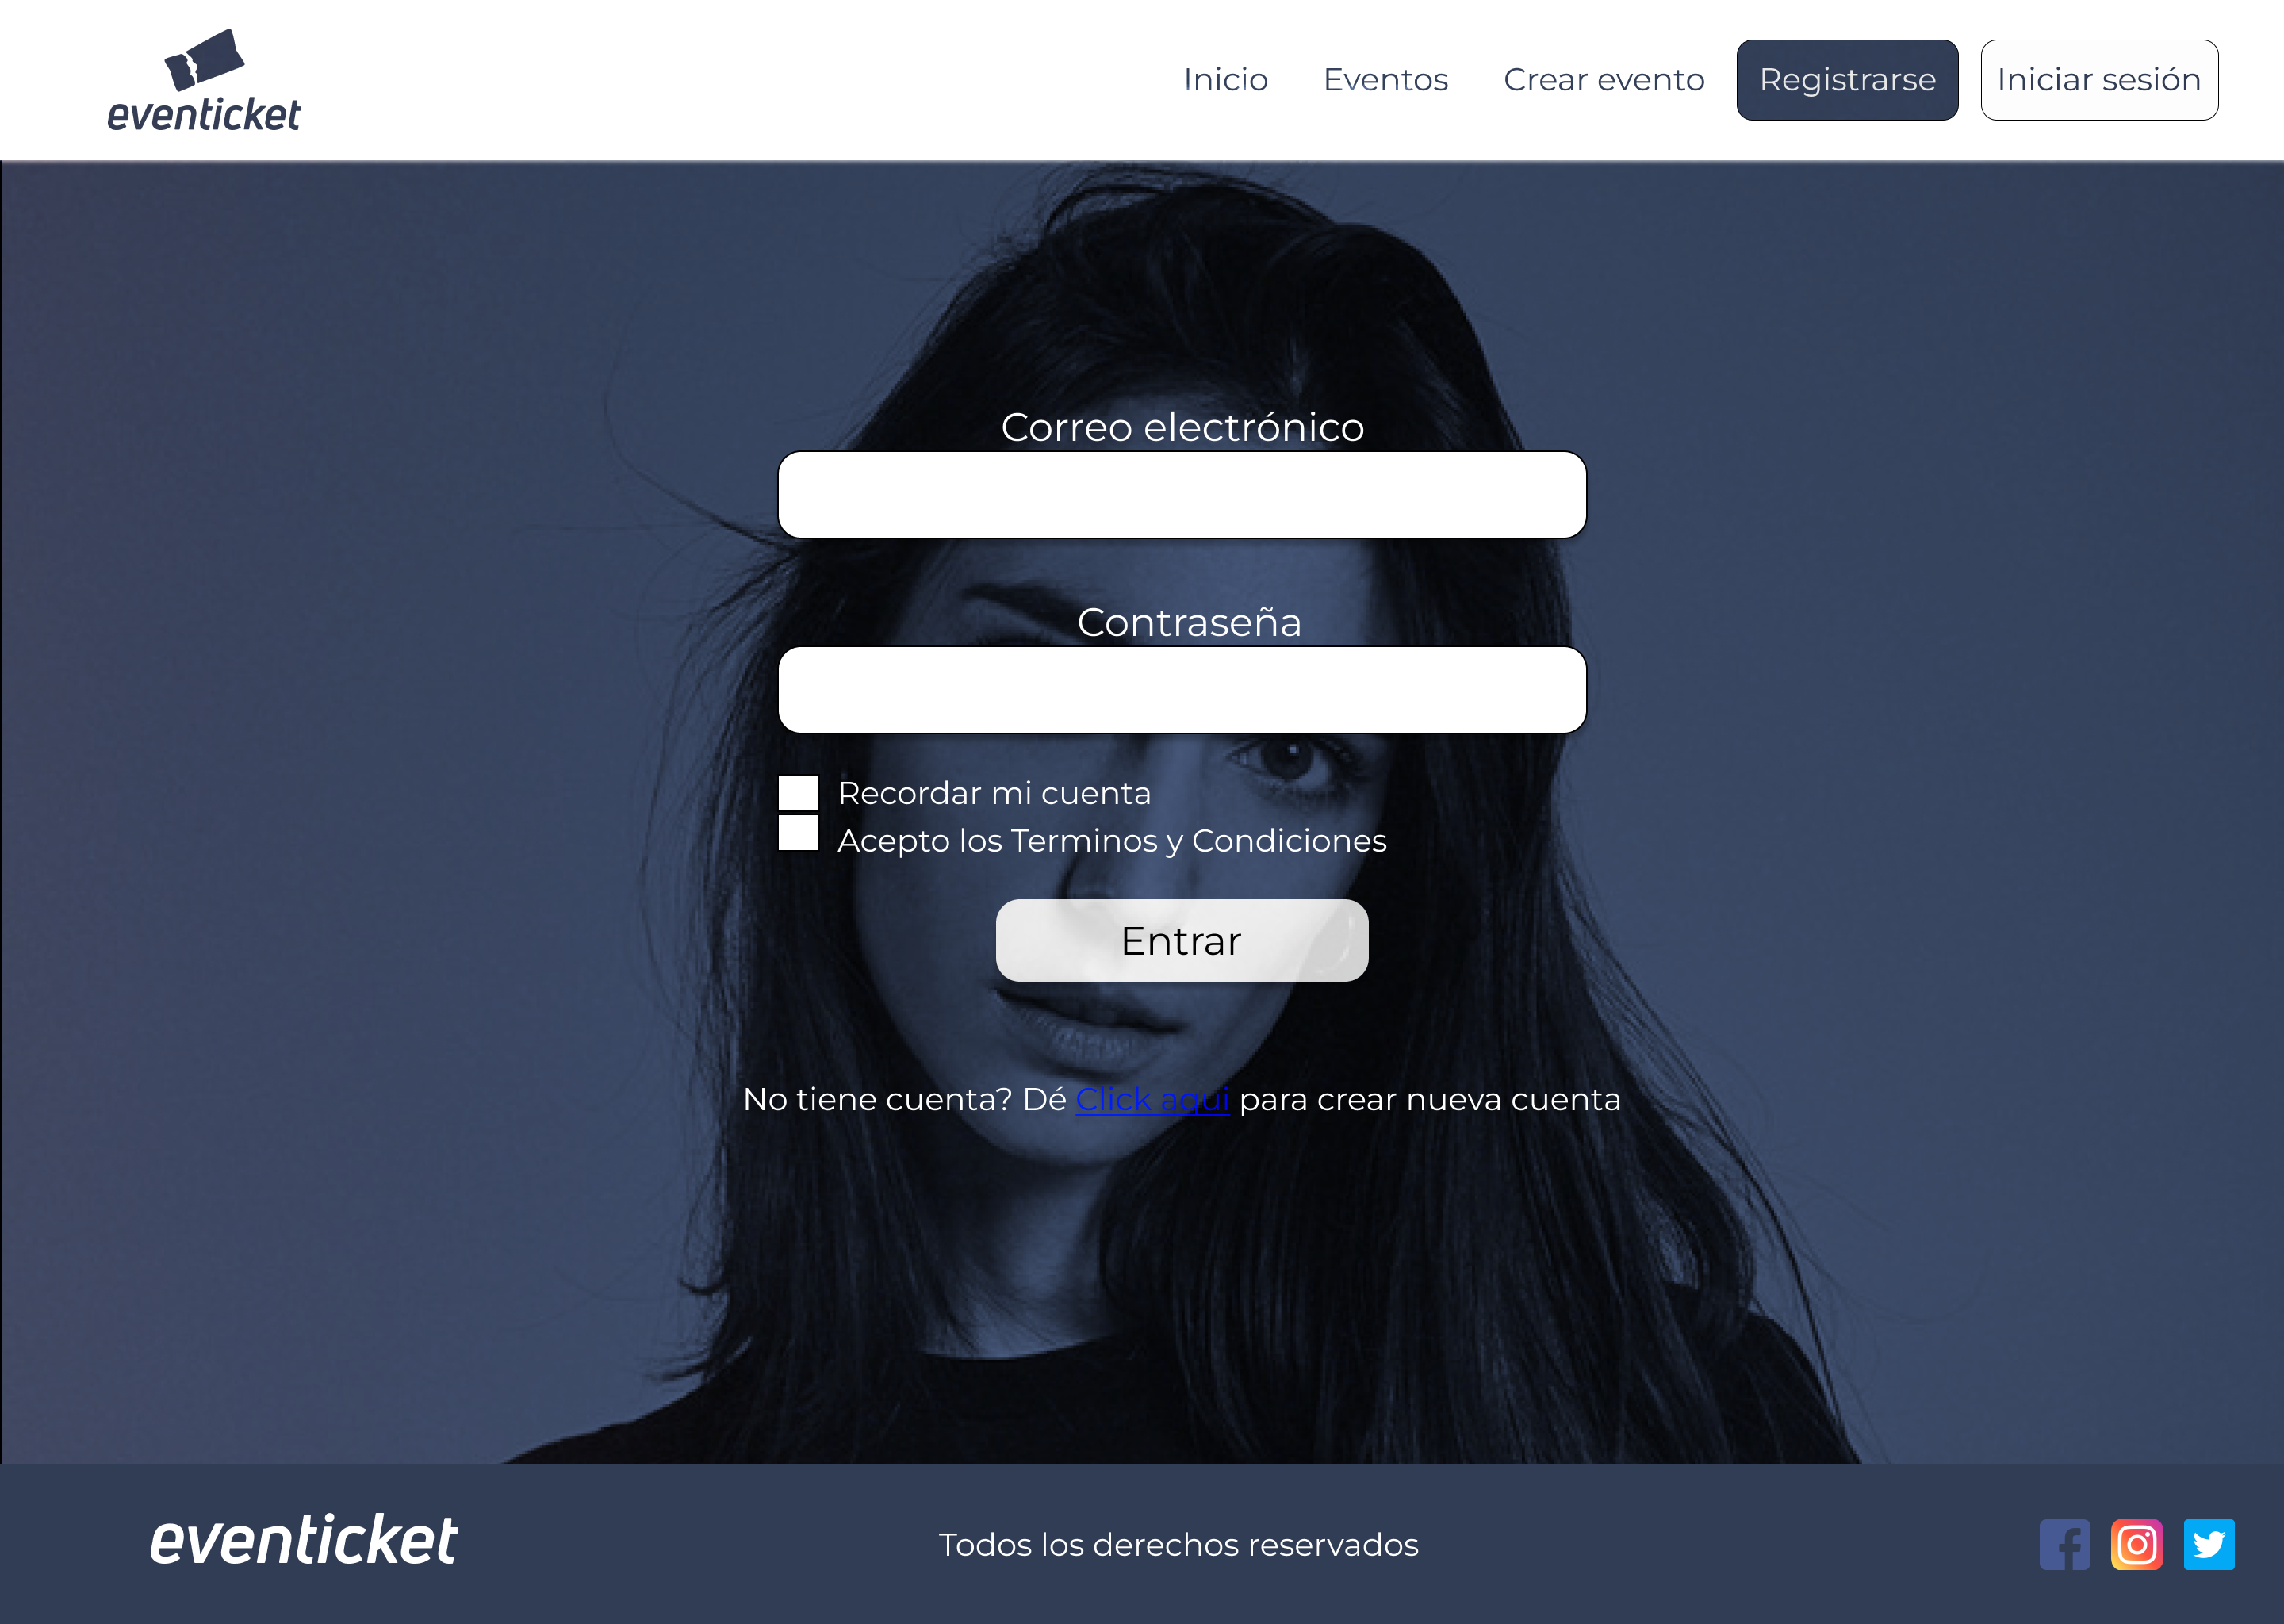 eventicket
Inicio
Eventos
Crear evento
Registrarse
Iniciar sesión
Correo electrónico
Contraseña
Recordar mi cuenta
Acepto los Terminos y Condiciones
Entrar
No tiene cuenta? Dé Click aqui para crear nueva cuenta
eventicket
Todos los derechos reservados